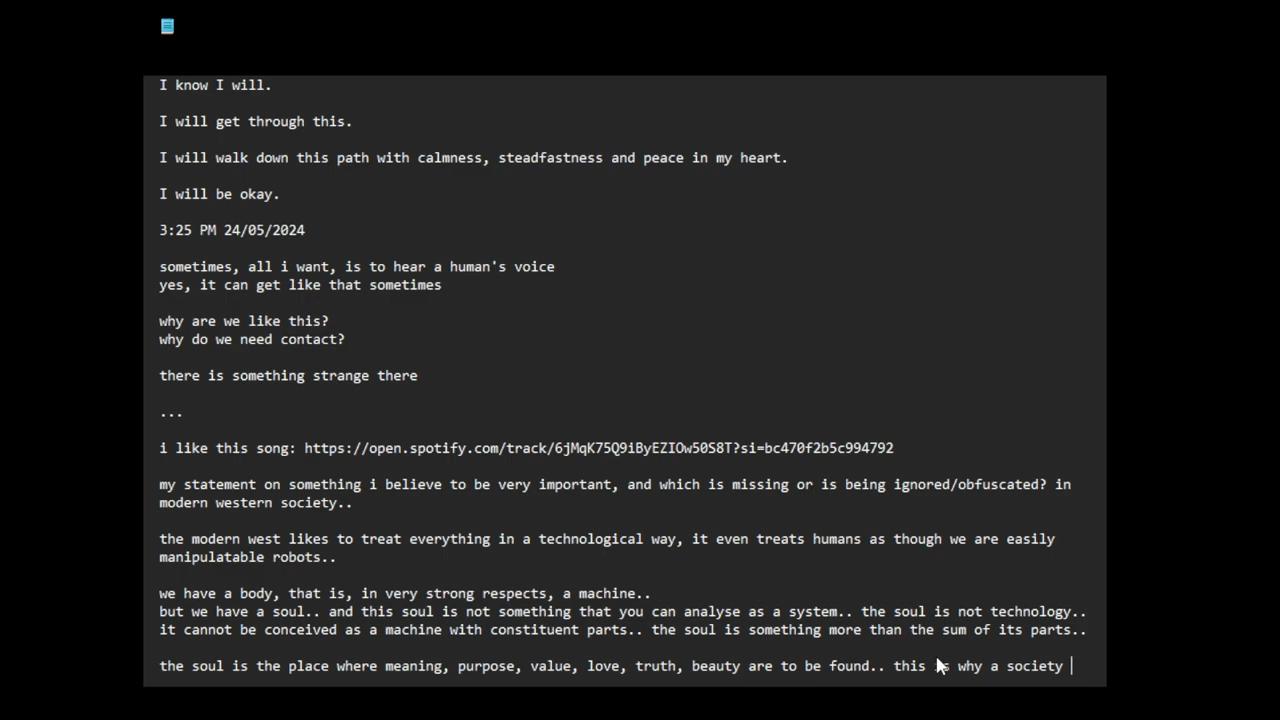 I know I will.
I will get through this.
I will walk down this path with calmness, steadfastness and peace in my heart.
I will be okay.
3:25 PM 24/05/2024
sometimes, all i want, is to hear a human's voice
yes, it can get like that sometimes
why are we like this?
why do we need contact?
there is something strange there
...
i like this song: https://open.spotify.com/track/6jMqK75Q9iByEZIOw50S8T?si=bc470f2b5c994792
my statement on something i believe to be very important, and which is missing or is being ignored/obfuscated? in
modern western society..
the modern west likes to treat everything in a technological way, it even treats humans as though we are easily
manipulatable robots..
we have a body, that is, in very strong respects, a machine..
but we have a soul.. and this soul is not something that you can analyse as a system.. the soul is not technology..
it cannot be conceived as a machine with constituent parts.. the soul is something more than the sum of its parts..
the soul is the place where meaning, purpose, value, love, truth, beauty are to be found.. this is why a society